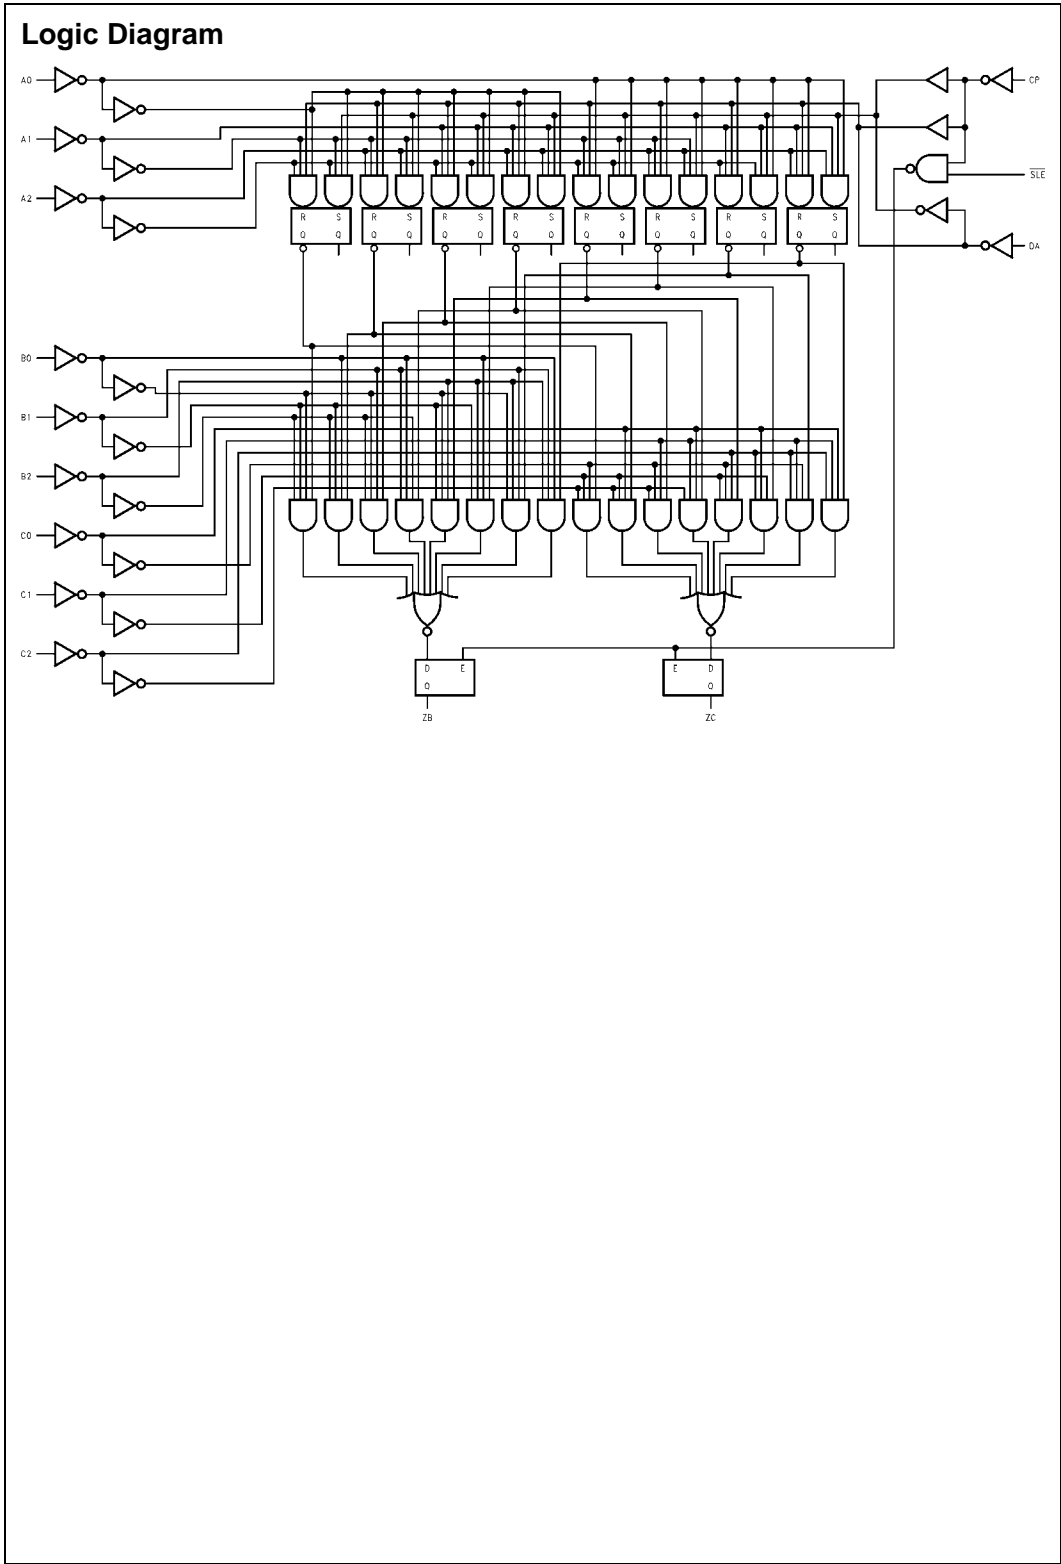 Logic Diagram
A0
CP
A1
SLE
A2
R S R S R S R S R S R S R S R S
Q Q Q Q Q Q Q Q Q Q Q Q Q Q Q Q
DA
B0
B1
B2
C0
C1
C2
D E E D
Q Q
ZB ZC